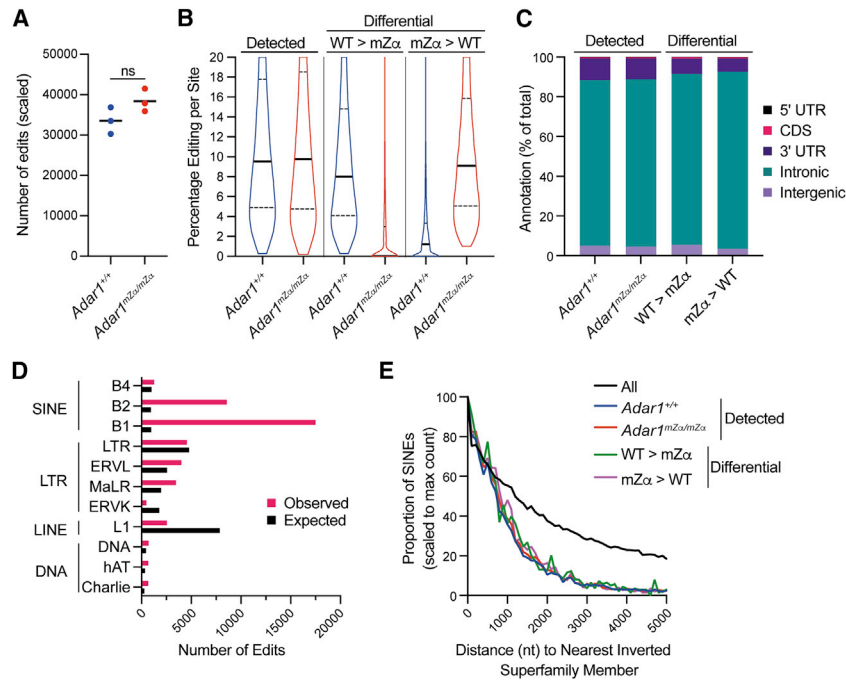 A
50000
40000
30000
20000
10000
0
Number of edits (scaled)
ns
Adar1+/+
Adar1mZα/mZα
B
Differential
Detected
WT > mZα
mZα > WT
20
18
16
14
12
10
8
6
4
2
0
Percentage Editing per Site
Adar1+/+
Adar1mZα/mZα
Adar1+/+
Adar1mZα/mZα
Adar1+/+
Adar1mZα/mZα
C
Detected
Differential
100
80
60
40
20
0
Annotation (% of total)
5' UTR
CDS
3' UTR
Intronic
Intergenic
Adar1+/+
Adar1mZα/mZα
WT > mZα
mZα > WT
D
SINE
B4
B2
B1
LTR
LTR
ERVL
MaLR
ERVK
LINE
L1
DNA
DNA
hAT
Charlie
Observed
Expected
0
5000
10000
15000
20000
Number of Edits
E
All
Adar1+/+
Adar1mZα/mZα
Detected
WT > mZα
mZα > WT
Differential
100
80
60
40
20
0
Proportion of SINEs
(scaled to max count)
0
1000
2000
3000
4000
5000
Distance (nt) to Nearest Inverted
Superfamily Member